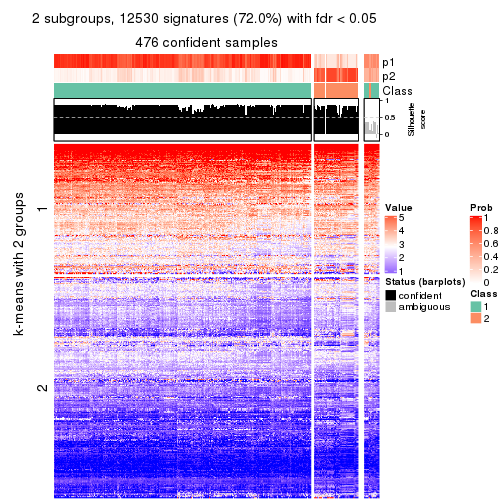 2 subgroups, 12530 signatures (72.0%) with fdr < 0.05
476 confident samples
p1
p2
Class
1
0.5
0
Silhouette
score
k-means with 2 groups
1
2
Value
5
4
3
2
1
Status (barplots)
confident
ambiguous
Prob
1
0.8
0.6
0.4
0.2
0
Class
1
2